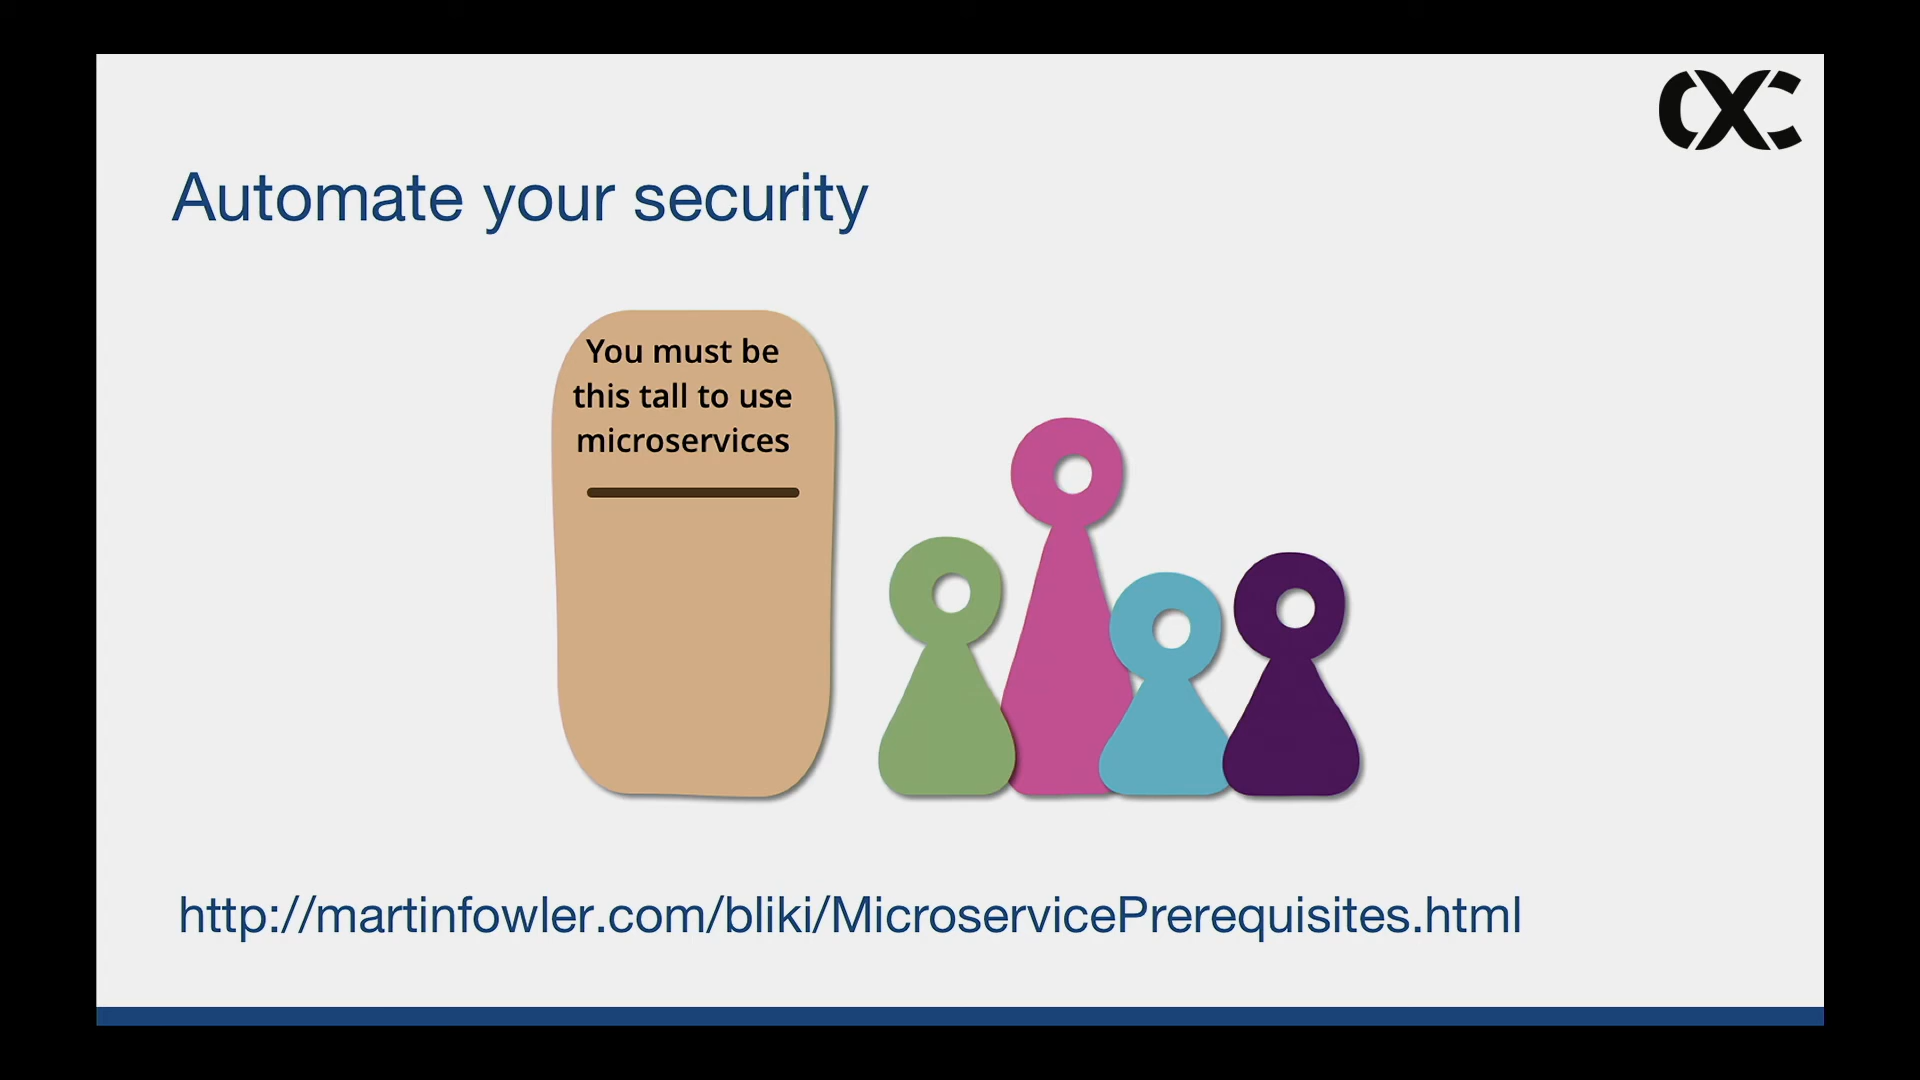 Automate your security
You must be
this tall to use
microservices
http://martinfowler.com/bliki/MicroservicePrerequisites.html